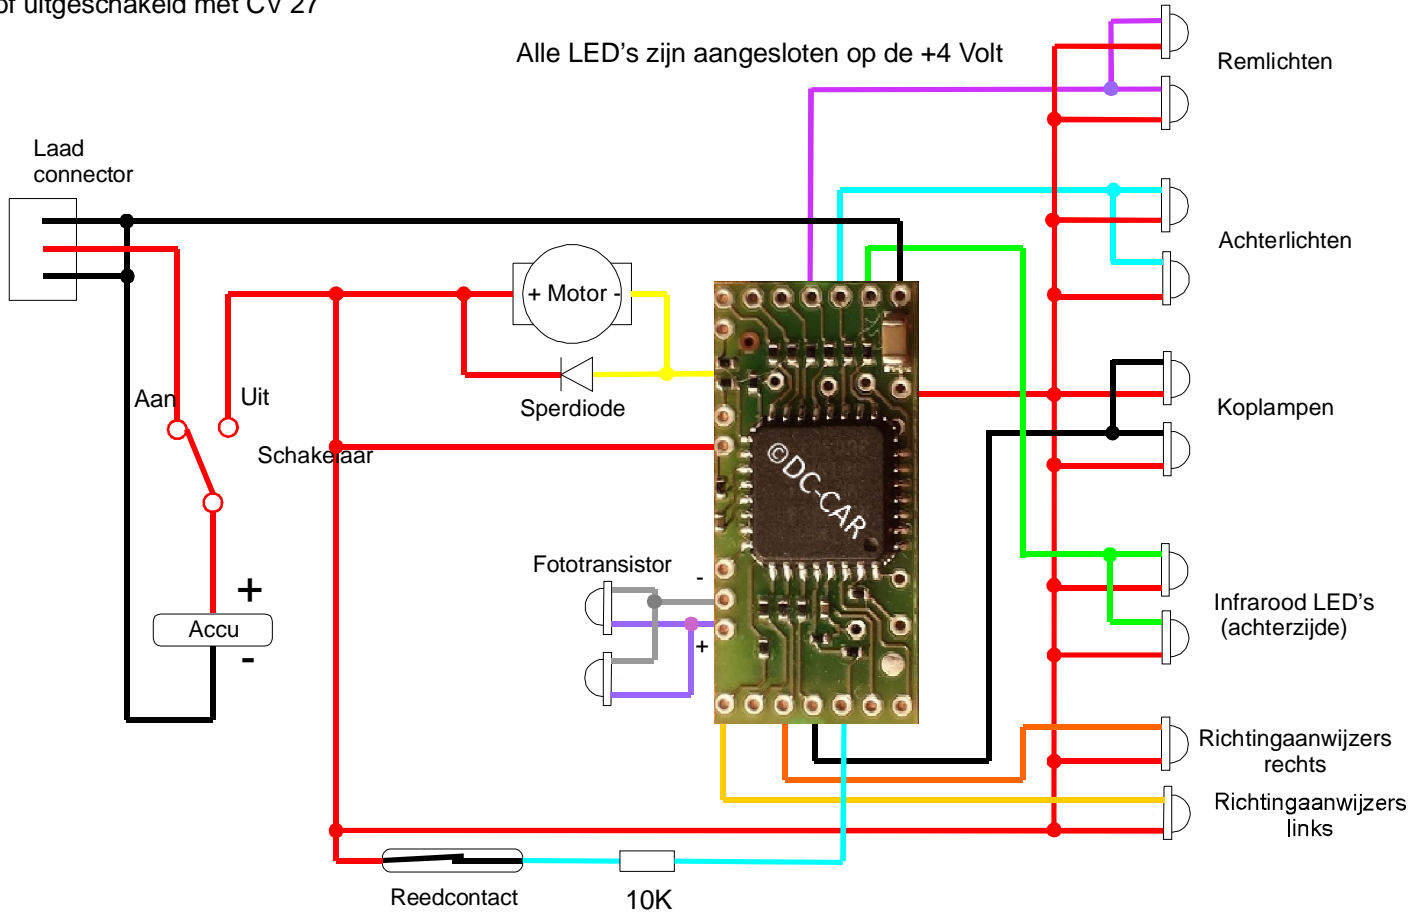 of uitgeschakeld met CV 27
Alle LED's zijn aangesloten op de +4 Volt
Remlichten
Laad
connector
Achterlichten
+ Motor -
Sperdiode
Aan
Uit
Schakelaar
Koplampen
©DC-CAR
Fototransistor
-
+
+
Accu
-
Infrarood LED's
(achterzijde)
Richtingaanwijzers
rechts
Richtingaanwijzers
links
Reedcontact
10K